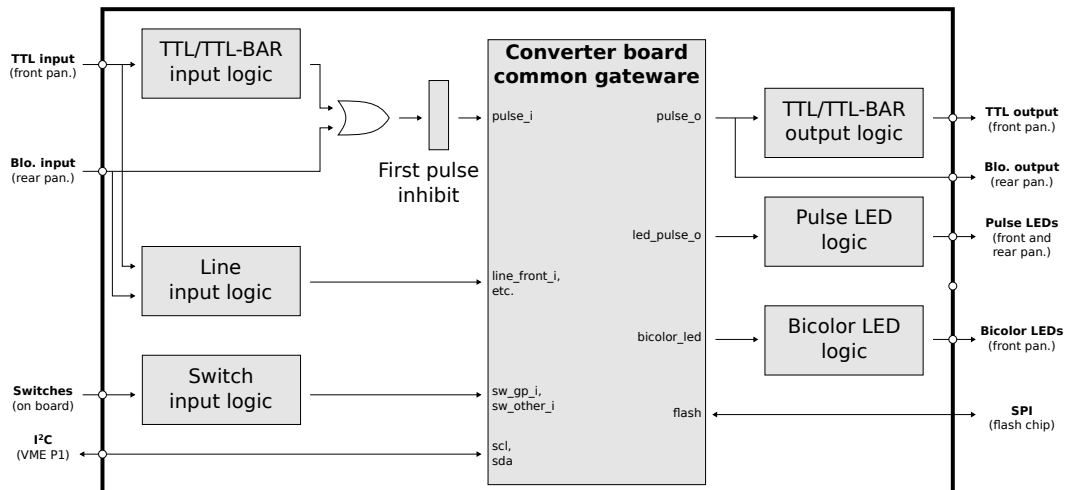 TTL input
(front pan.)
Blo. input
(rear pan.)
Switches
(on board)
I²C
(VME P1)
TTL/TTL-BAR
input logic
First pulse
inhibit
Line
input logic
Switch
input logic
Converter board
common gateware
pulse_i
line_front_i,
etc.
sw_gp_i,
sw_other_i
scl,
sda
pulse_o
led_pulse_o
bicolor_led
flash
TTL/TTL-BAR
output logic
Pulse LED
logic
Bicolor LED
logic
TTL output
(front pan.)
Blo. output
(rear pan.)
Pulse LEDs
(front and
rear pan.)
Bicolor LEDs
(front pan.)
SPI
(flash chip)